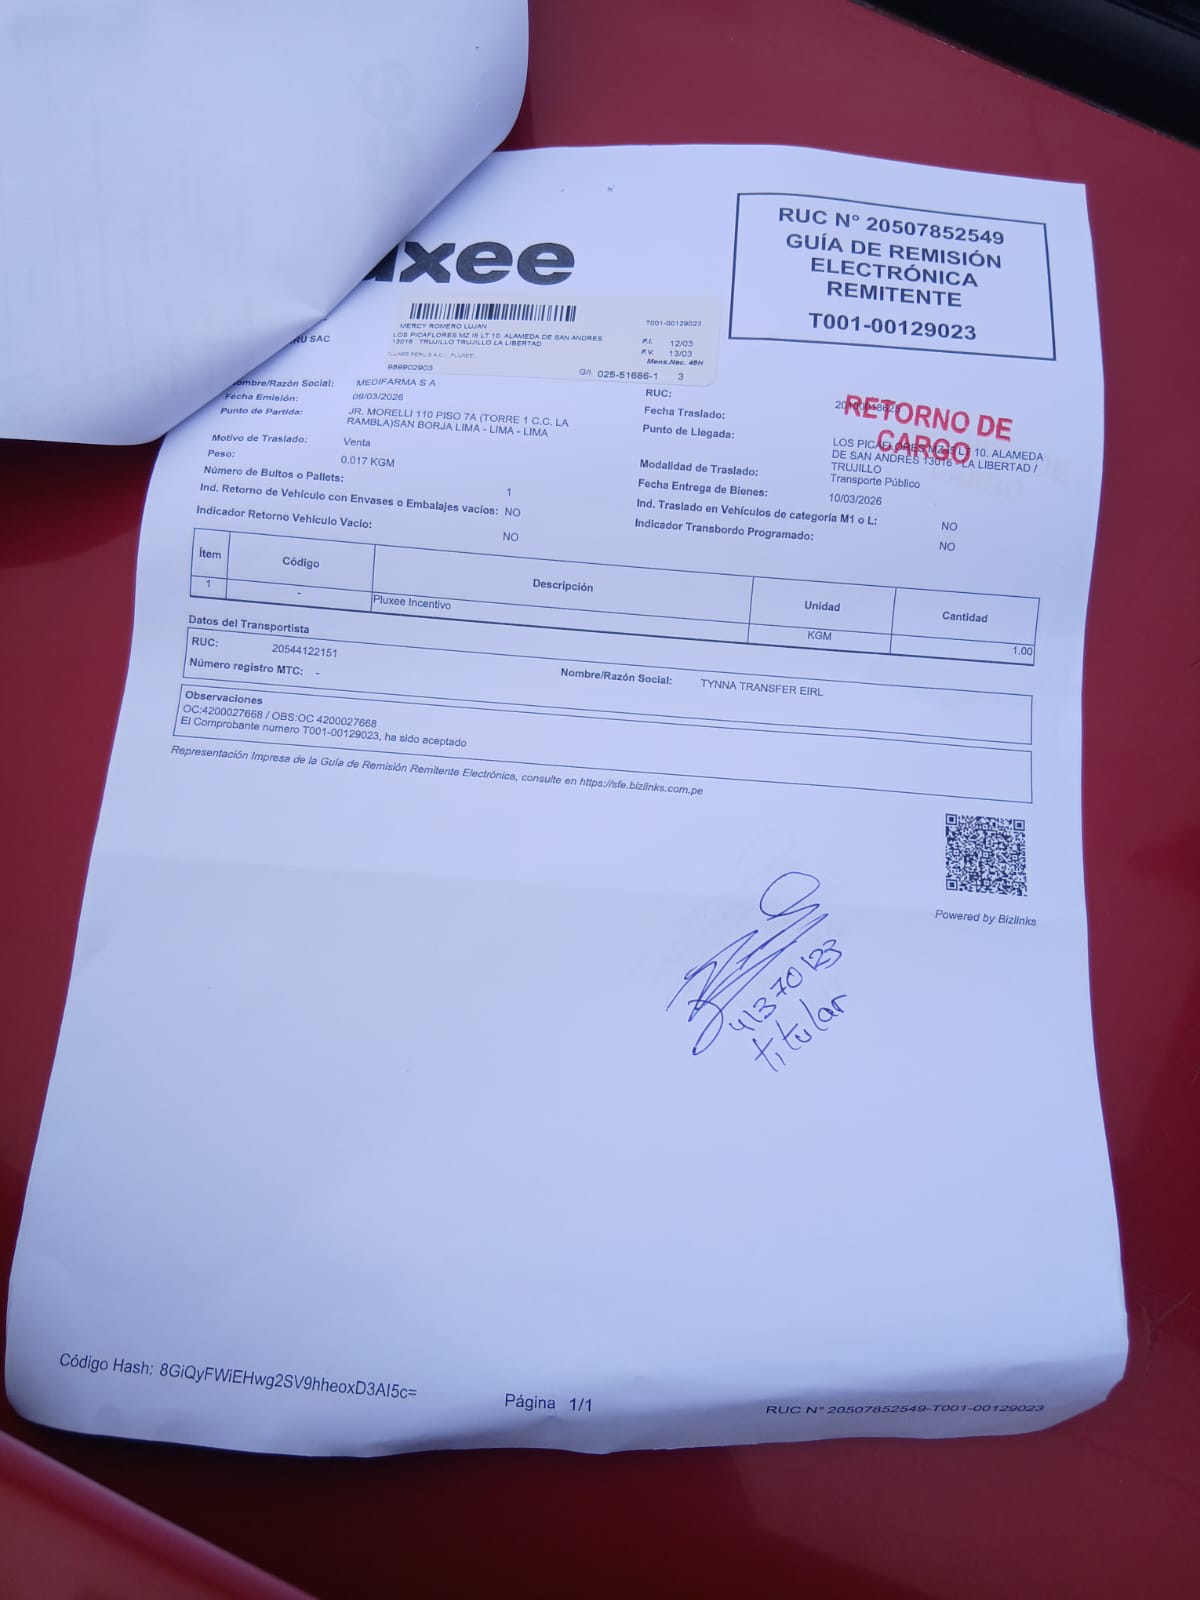 uxee
RUC N° 20507852549
GUÍA DE REMISIÓN
ELECTRÓNICA
REMITENTE
T001-00129023
MERCY ROMERO LUJAN
T001-00129023
LOS PICAFLORES MZ I5 LT 10. ALAMEDA DE SAN ANDRES
13016 TRUJILLO TRUJILLO LA LIBERTAD
F.I. 12/03
F.V. 13/03
PLUXEE PERU S.A.C. ( PLUXEE)
Mens.Nec. 48H
989902903
G/I 025-51686-1 3
RU SAC
ombre/Razón Social: MEDIFARMA S A
Fecha Emisión: 09/03/2026
Punto de Partida: JR. MORELLI 110 PISO 7A (TORRE 1 C.C. LA
RAMBLA)SAN BORJA LIMA - LIMA - LIMA
Motivo de Traslado: Venta
Peso: 0.017 KGM
Número de Bultos o Pallets: 1
Ind. Retorno de Vehículo con Envases o Embalajes vacíos: NO
Indicador Retorno Vehículo Vacío: NO
RUC:
RETORNO DE
CARGO
Fecha Traslado:
Punto de Llegada: LOS PICAFLORES MZ I5 LT 10. ALAMEDA
DE SAN ANDRES 13016 - LA LIBERTAD /
TRUJILLO
Modalidad de Traslado: Transporte Público
Fecha Entrega de Bienes: 10/03/2026
Ind. Traslado en Vehículos de categoría M1 o L: NO
Indicador Transbordo Programado: NO
Ítem Código Descripción Unidad Cantidad
1 - Pluxee Incentivo KGM 1.00
Datos del Transportista
RUC: 20544122151
Nombre/Razón Social: TYNNA TRANSFER EIRL
Número registro MTC: -
Observaciones
OC:4200027668 / OBS:OC 4200027668
El Comprobante numero T001-00129023, ha sido aceptado
Representación Impresa de la Guía de Remisión Remitente Electrónica, consulte en https://sfe.bizlinks.com.pe
Powered by Bizlinks
41370123
titular
Código Hash: 8GiQyFWiEHwg2SV9hheoxD3AI5c=
Página 1/1
RUC N° 20507852549-T001-00129023